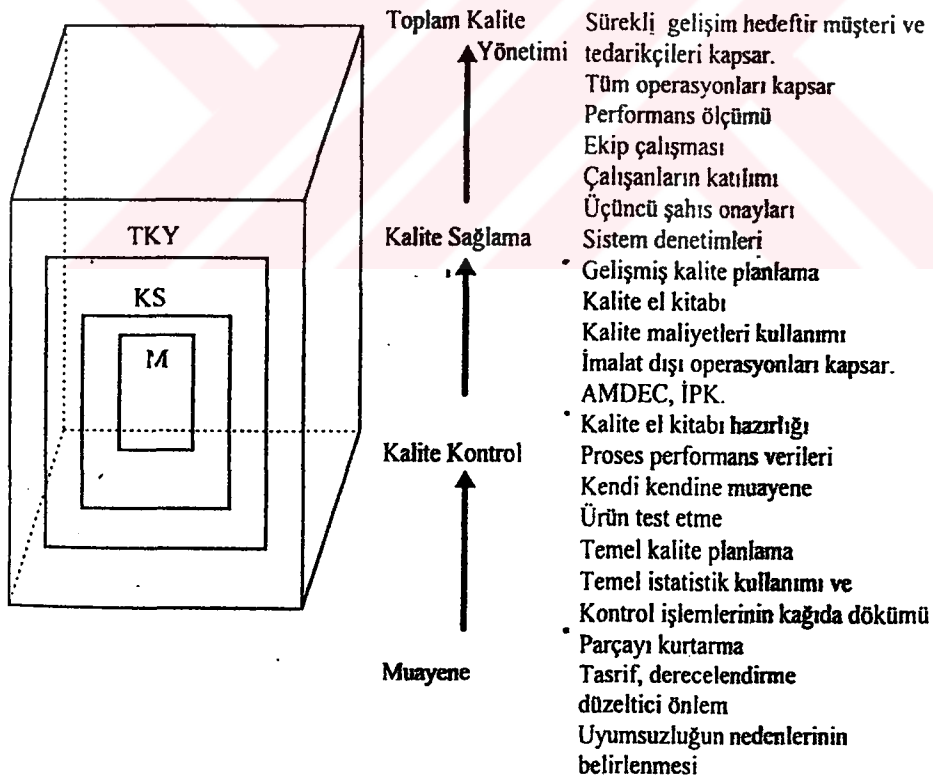 TKY
KS
M
Toplam Kalite
Yönetimi
Kalite Sağlama
Kalite Kontrol
Muayene
Sürekli gelişim hedeftir müşteri ve
tedarikçileri kapsar.
Tüm operasyonları kapsar
Performans ölçümü
Ekip çalışması
Çalışanların katılımı
Üçüncü şahıs onayları
Sistem denetimleri
Gelişmiş kalite planlama
Kalite el kitabı
Kalite maliyetleri kullanımı
İmalat dışı operasyonları kapsar.
AMDEC, İPK.
Kalite el kitabı hazırlığı
Proses performans verileri
Kendi kendine muayene
Ürün test etme
Temel kalite planlama
Temel istatistik kullanımı ve
Kontrol işlemlerinin kağıda dökümü
Parçayı kurtarma
Tasrif, derecelendirme
düzeltici önlem
Uyumsuzluğun nedenlerinin
belirlenmesi